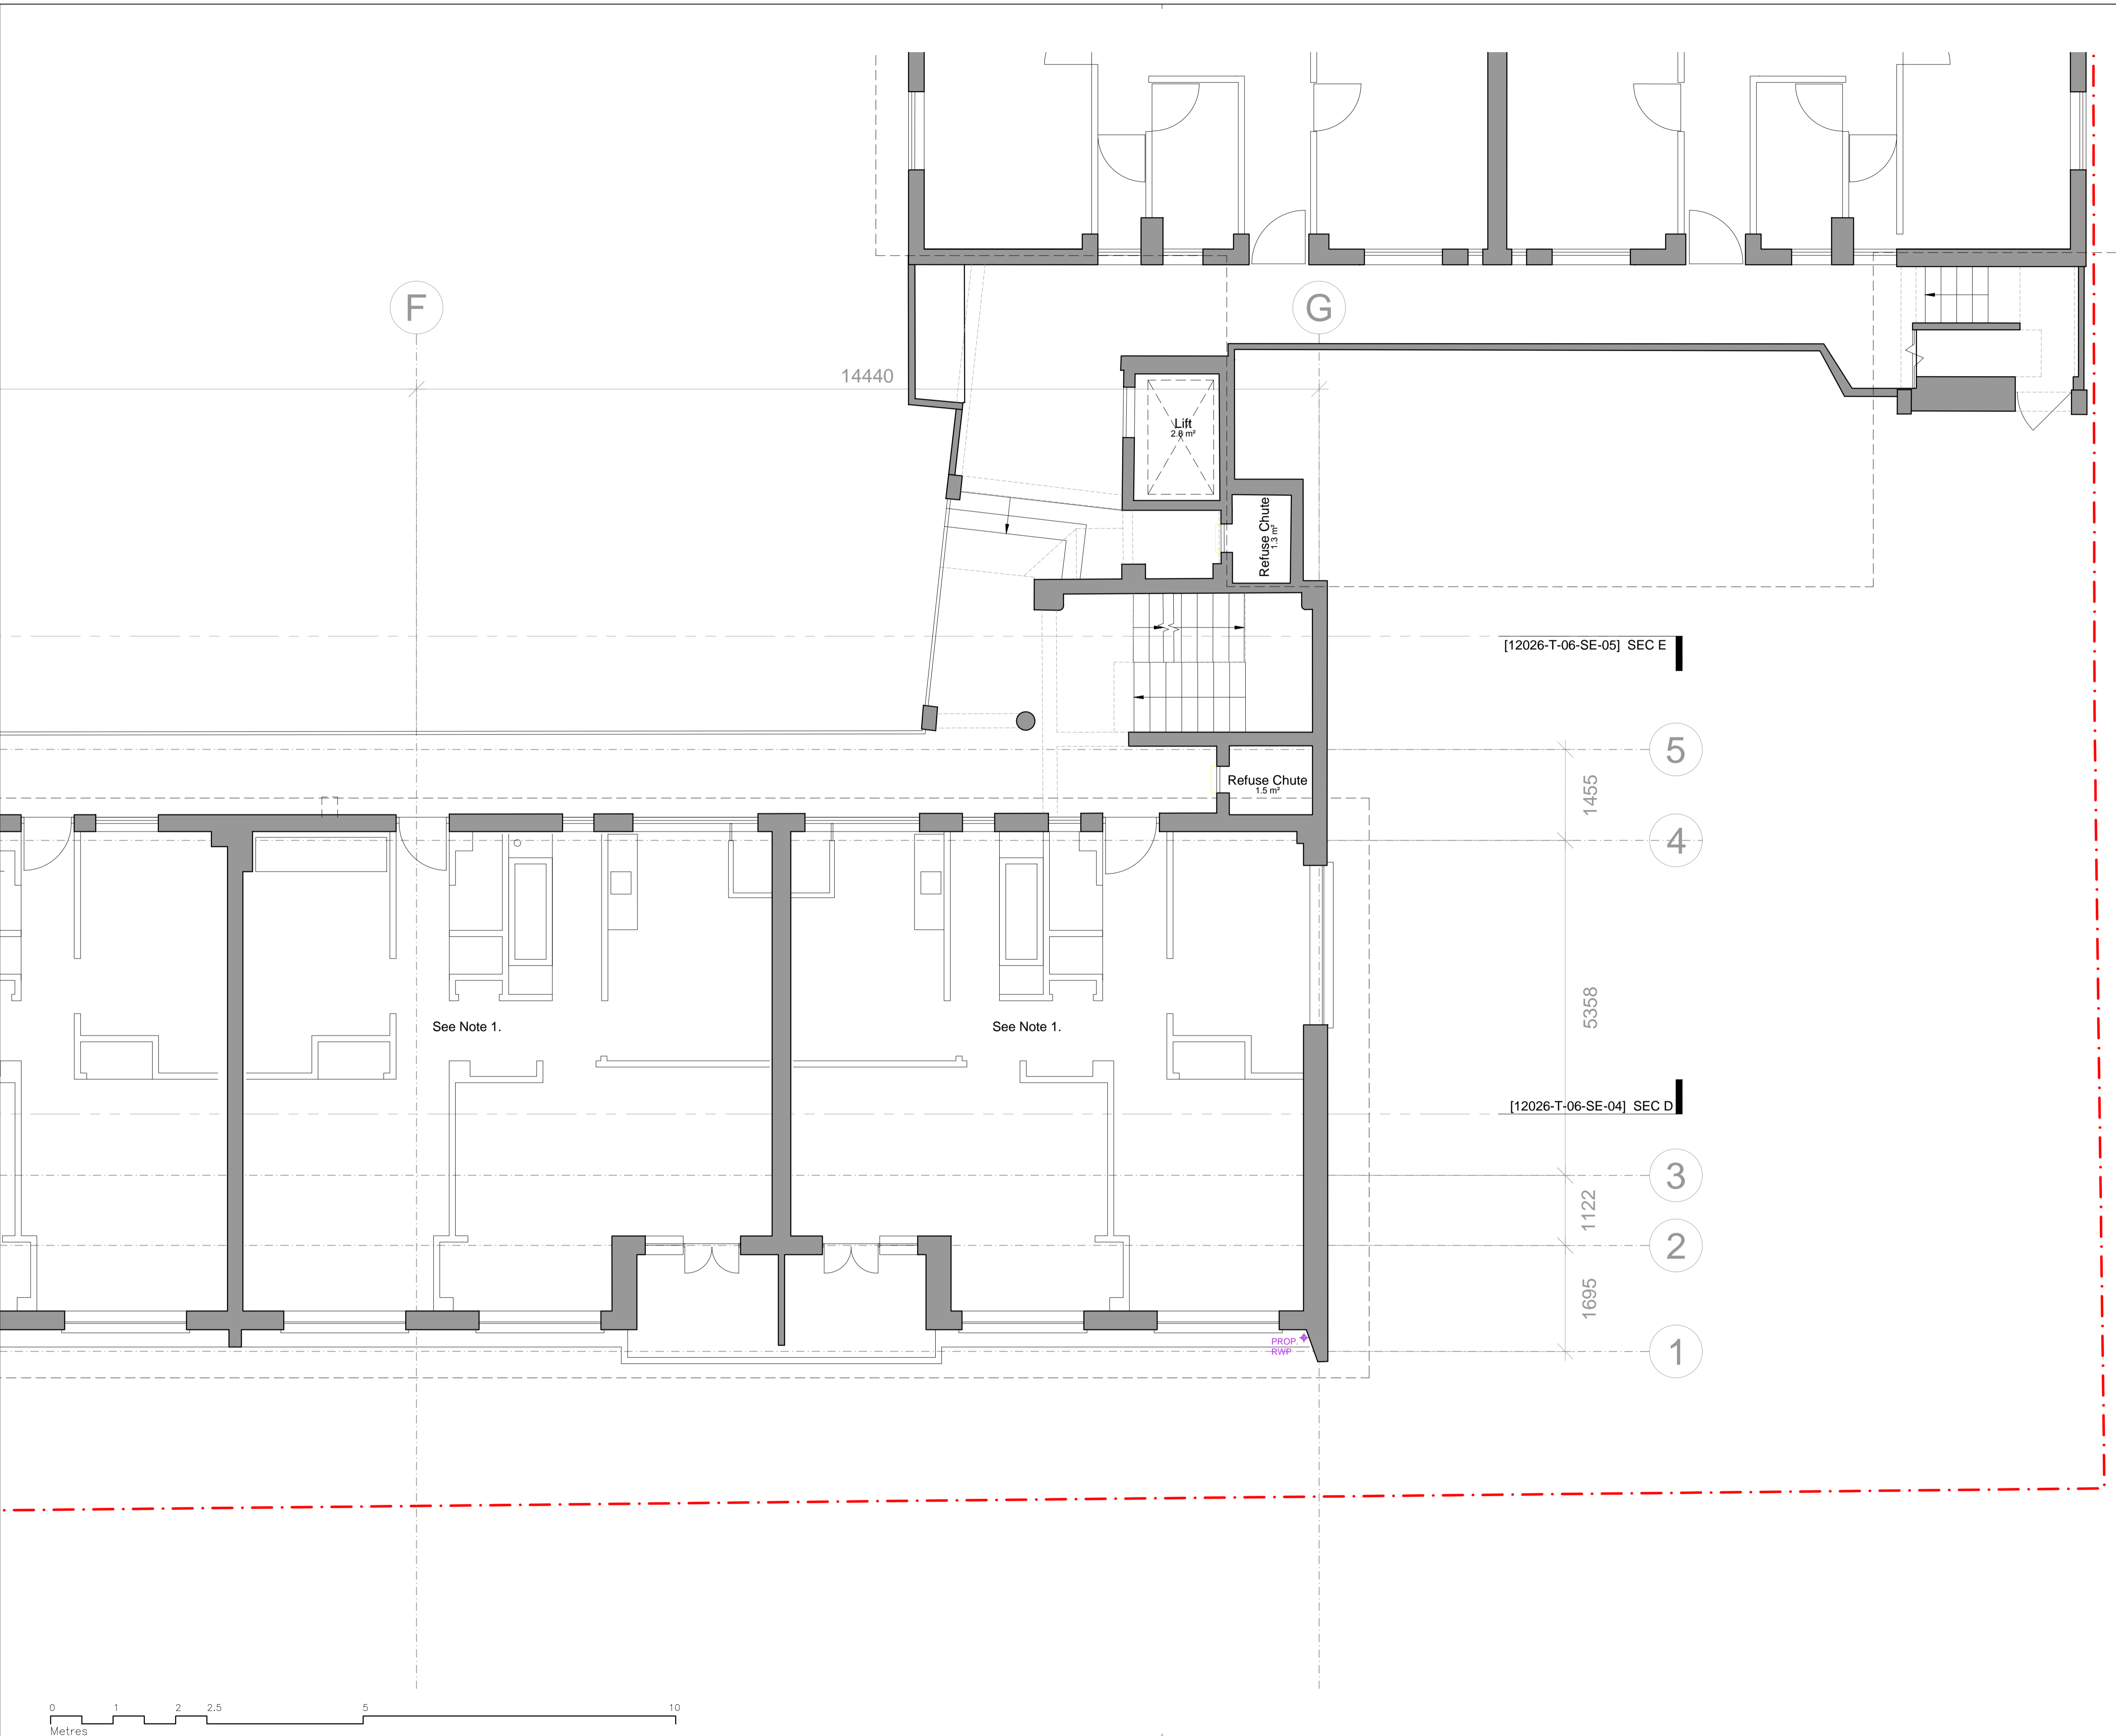 F
G
14440
Lift
2.8 m²
Refuse Chute
1.3 m²
[12026-T-06-SE-05] SEC E
5
Refuse Chute
1.5 m²
1455
4
See Note 1.
See Note 1.
5358
[12026-T-06-SE-04] SEC D
3
1122
2
1695
PROP.
RWP
1
0 1 2 2.5 5 10
Metres